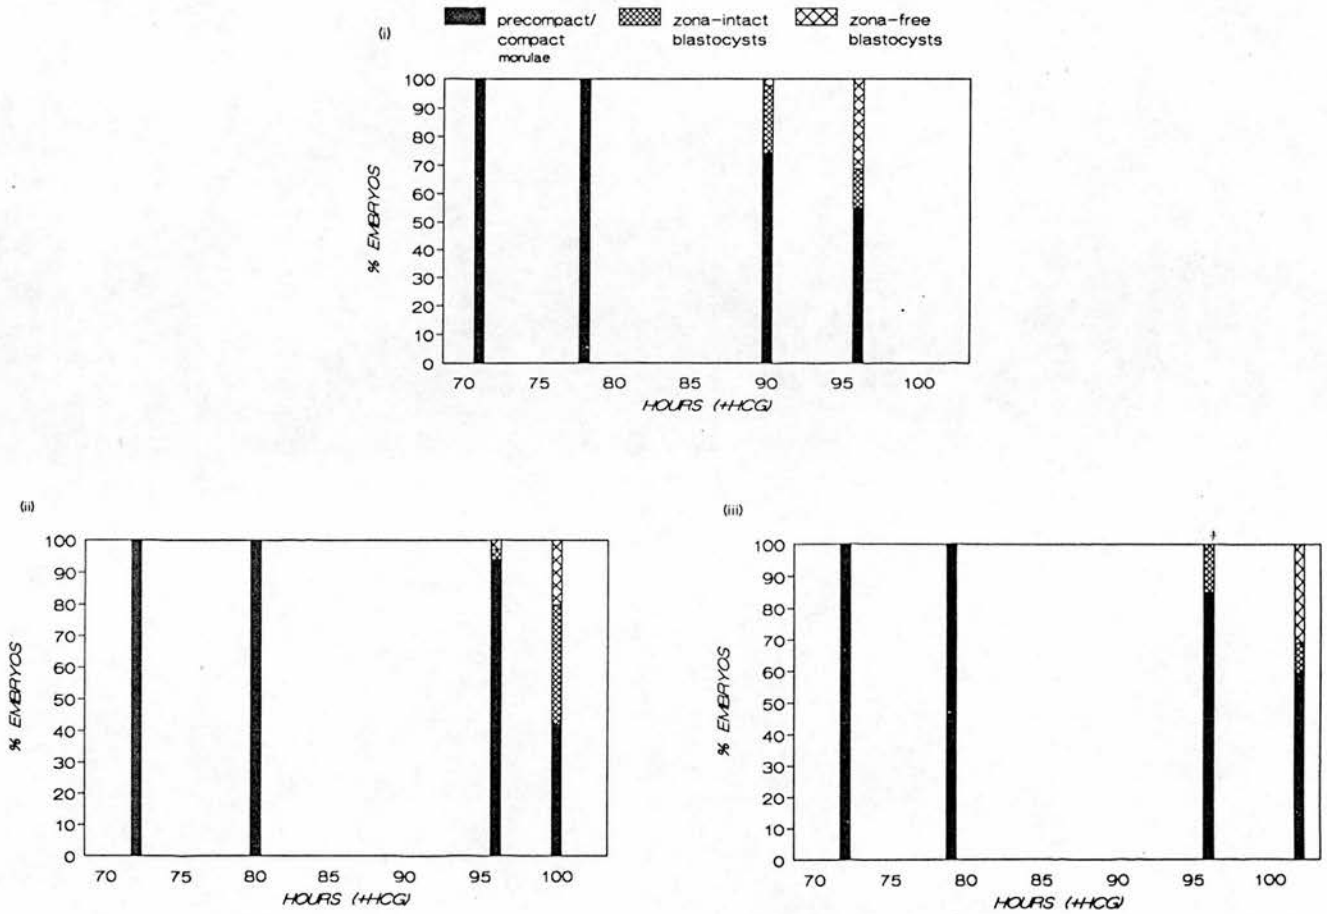 precompact/ compact morulae
zona-intact blastocysts
zona-free blastocysts
(i)
100
90
80
70
60
50
40
30
20
10
0
% EMBRYOS
70 75 80 85 90 95 100
HOURS (+HCG)
(ii)
100
90
80
70
60
50
40
30
20
10
0
% EMBRYOS
70 75 80 85 90 95 100
HOURS (+HCG)
(iii)
100
90
80
70
60
50
40
30
20
10
0
% EMBRYOS
70 75 80 85 90 95 100
HOURS (+HCG)